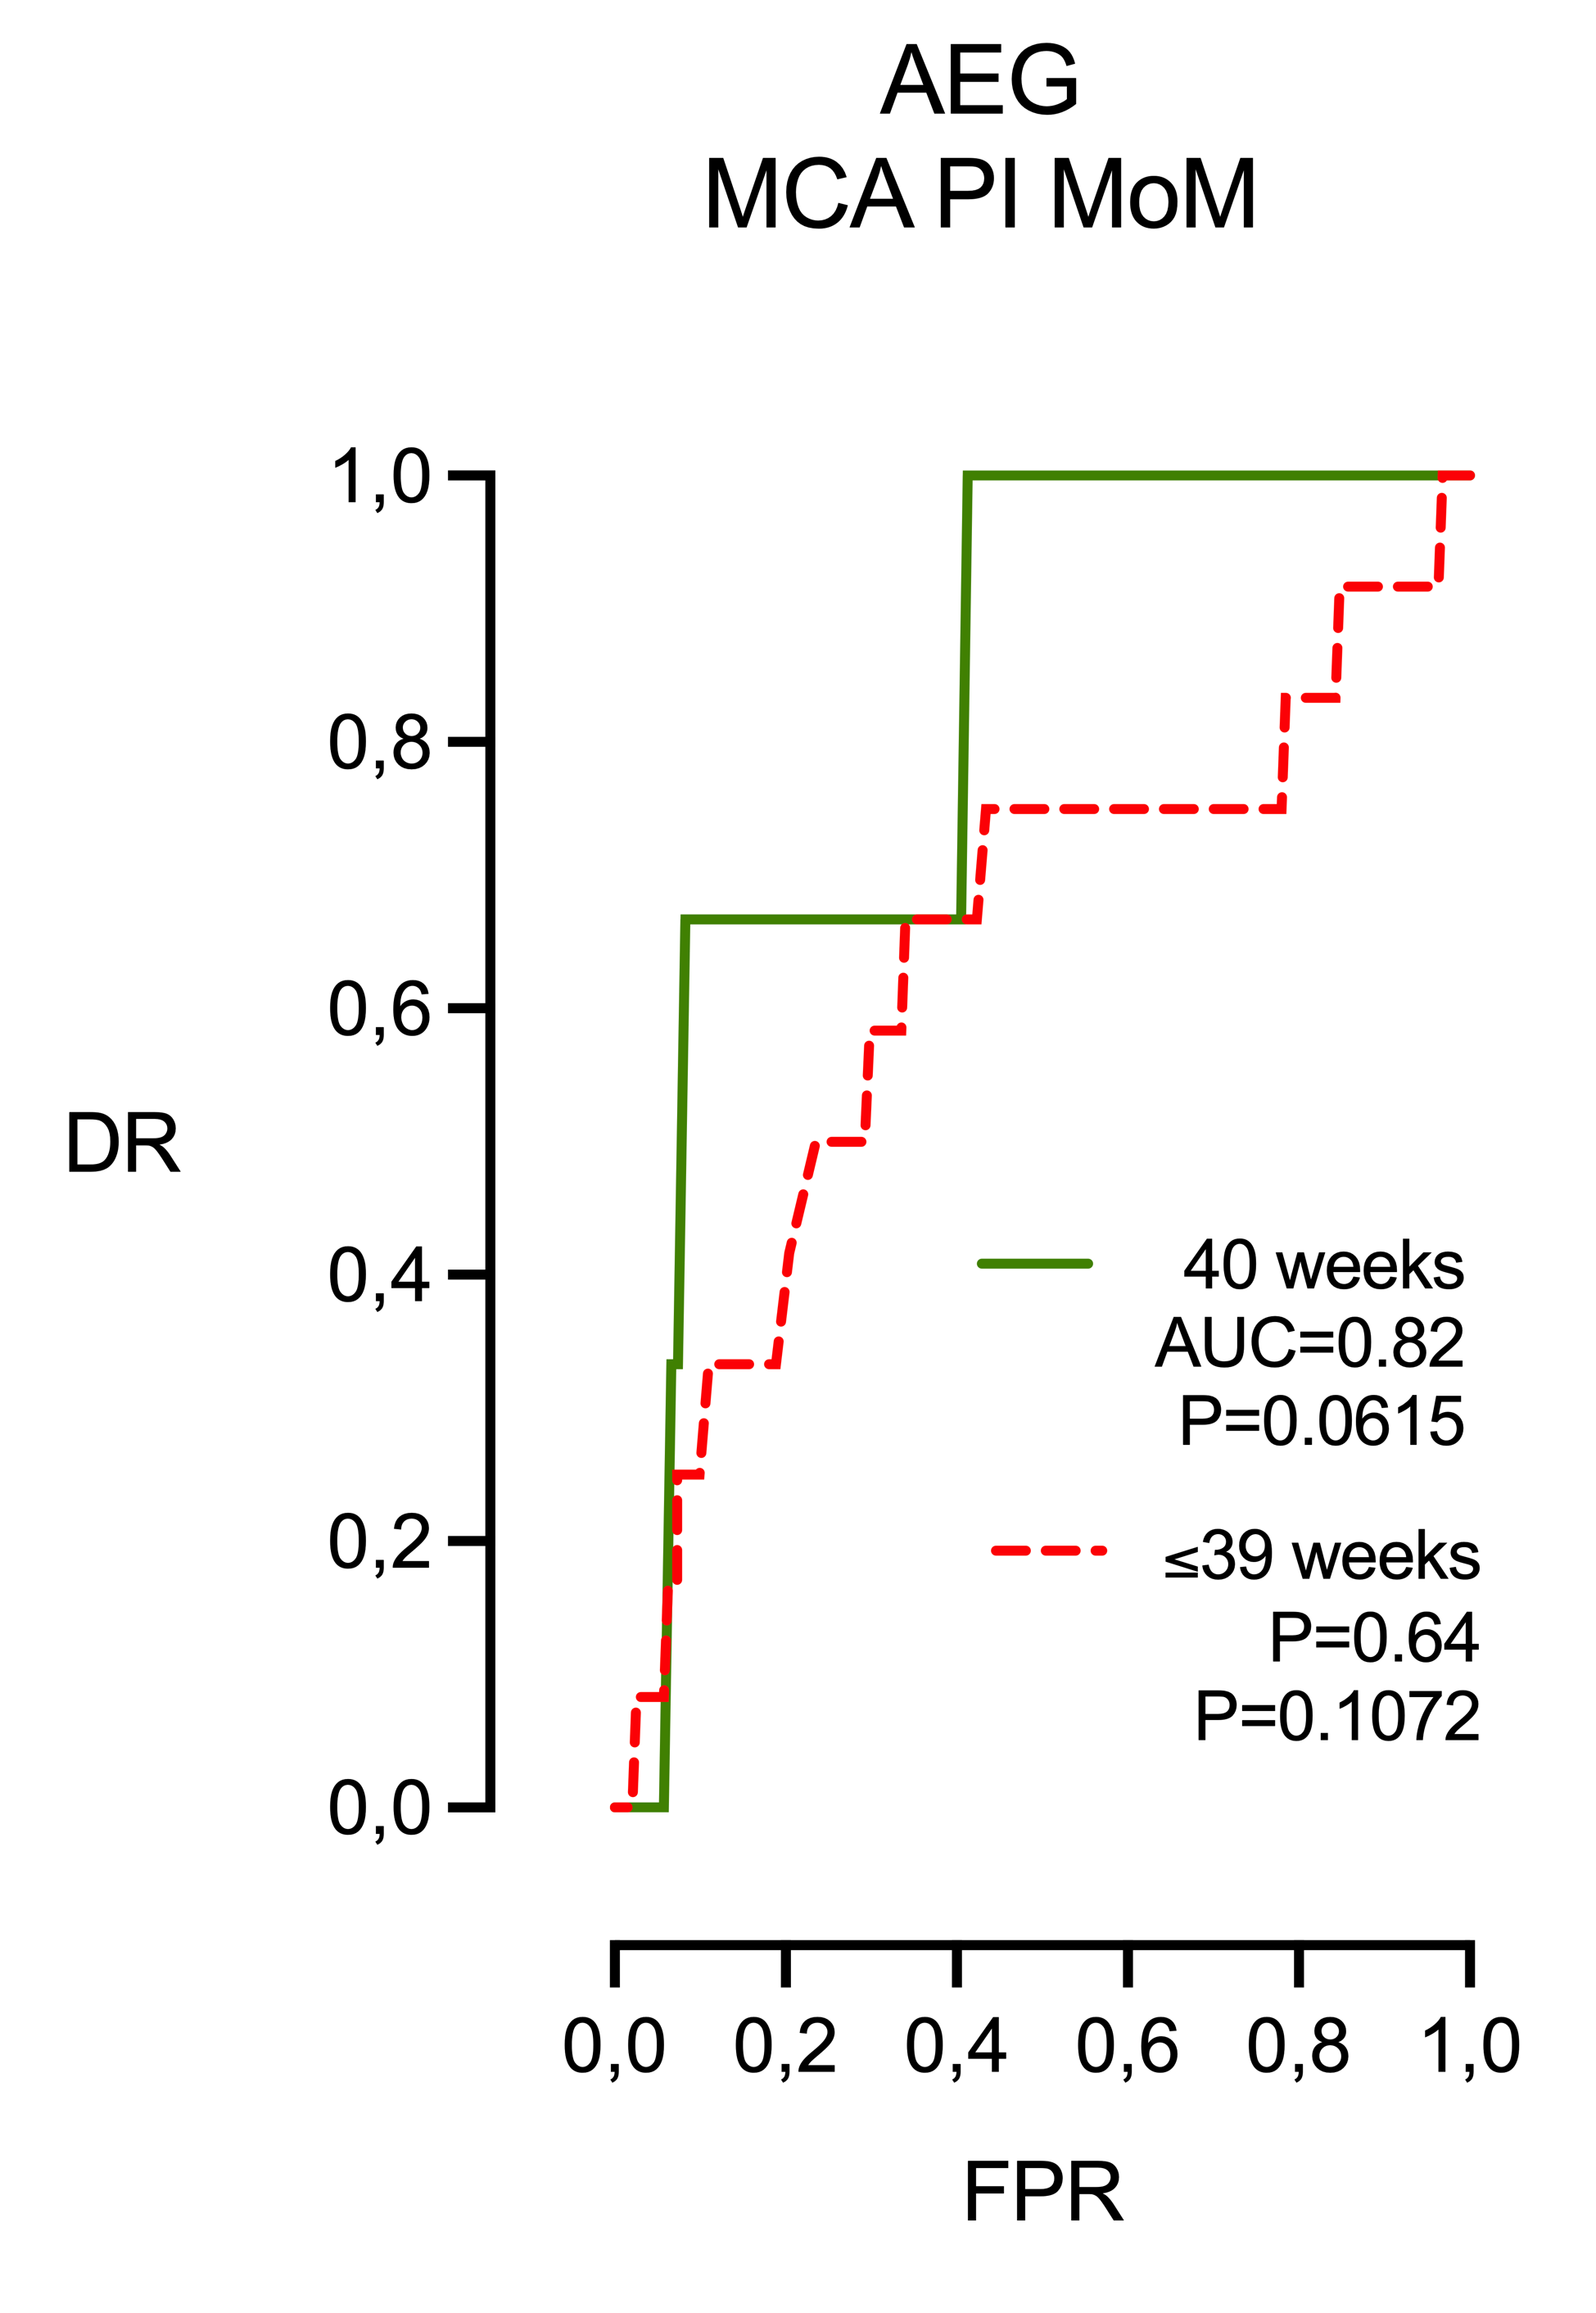 AEG
MCA PI MoM
1,0
0,8
0,6
DR
0,4
0,2
0,0
40 weeks
AUC=0.82
P=0.0615
≤39 weeks
P=0.64
P=0.1072
0,0 0,2 0,4 0,6 0,8 1,0
FPR